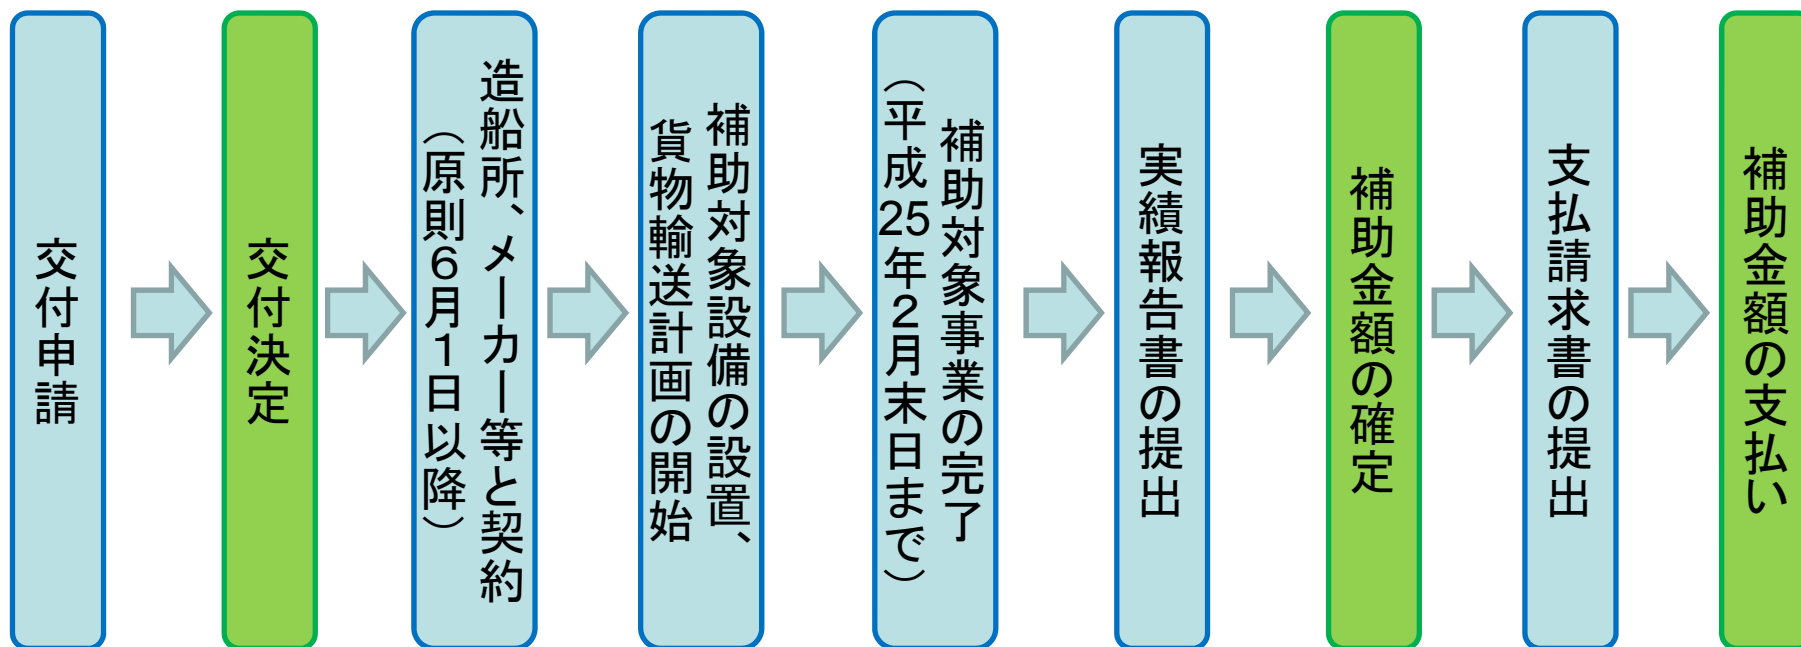 交付申請
交付決定
造船所、メーカー等と契約
（原則６月１日以降）
補助対象設備の設置、
貨物輸送計画の開始
補助対象事業の完了
（平成25年２月末日まで）
実績報告書の提出
補助金額の確定
支払請求書の提出
補助金額の支払い